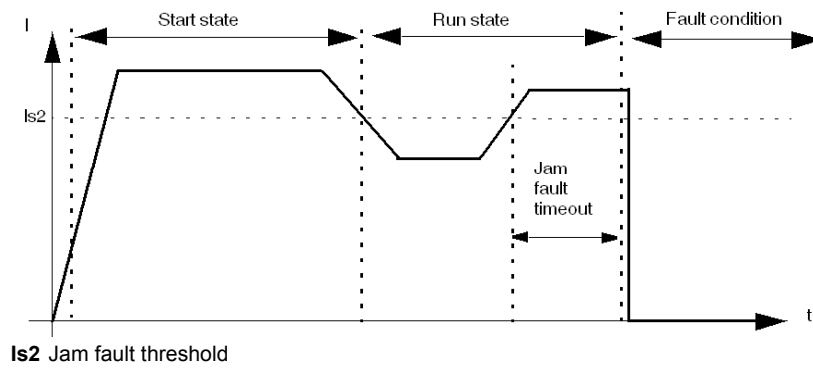 I
Start state
Run state
Fault condition
Is2
Jam
fault
timeout
t
Is2 Jam fault threshold